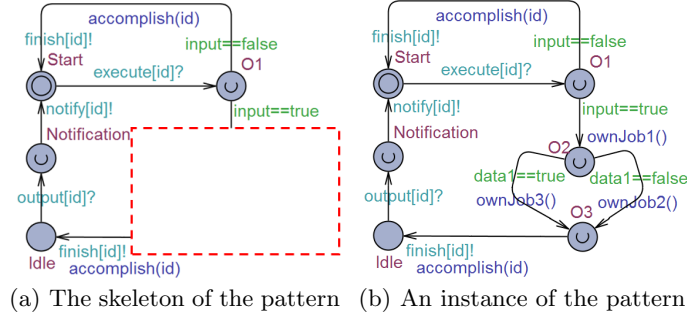 accomplish(id)
finish[id]!
input==false
Start
O1
execute[id]?
notify[id]!
input==true
Notification
output[id]?
finish[id]!
Idle
accomplish(id)
(a) The skeleton of the pattern
accomplish(id)
finish[id]!
input==false
Start
O1
execute[id]?
notify[id]!
input==true
Notification
ownJob1()
O2
data1==true
data1==false
output[id]?
ownJob3()
ownJob2()
O3
finish[id]!
Idle
accomplish(id)
(b) An instance of the pattern